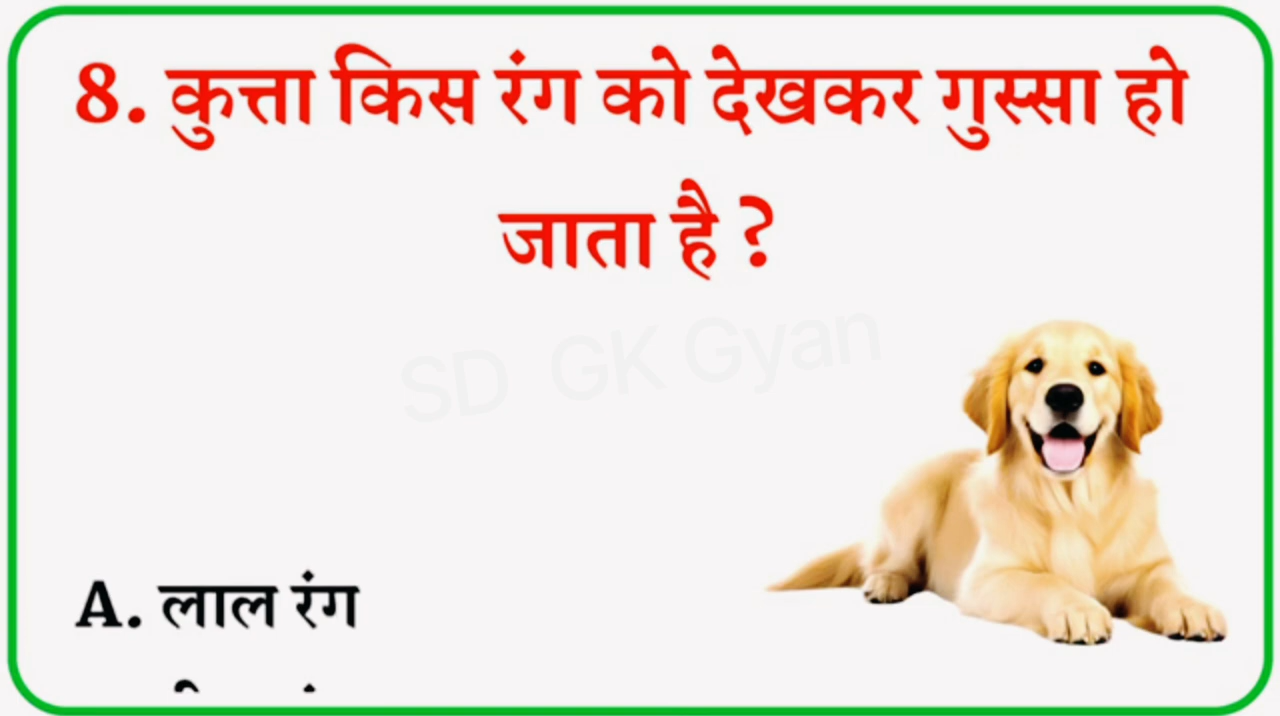 8. कुत्ता किस रंग को देखकर गुस्सा हो
जाता है ?
SD GK Gyan
A. लाल रंग